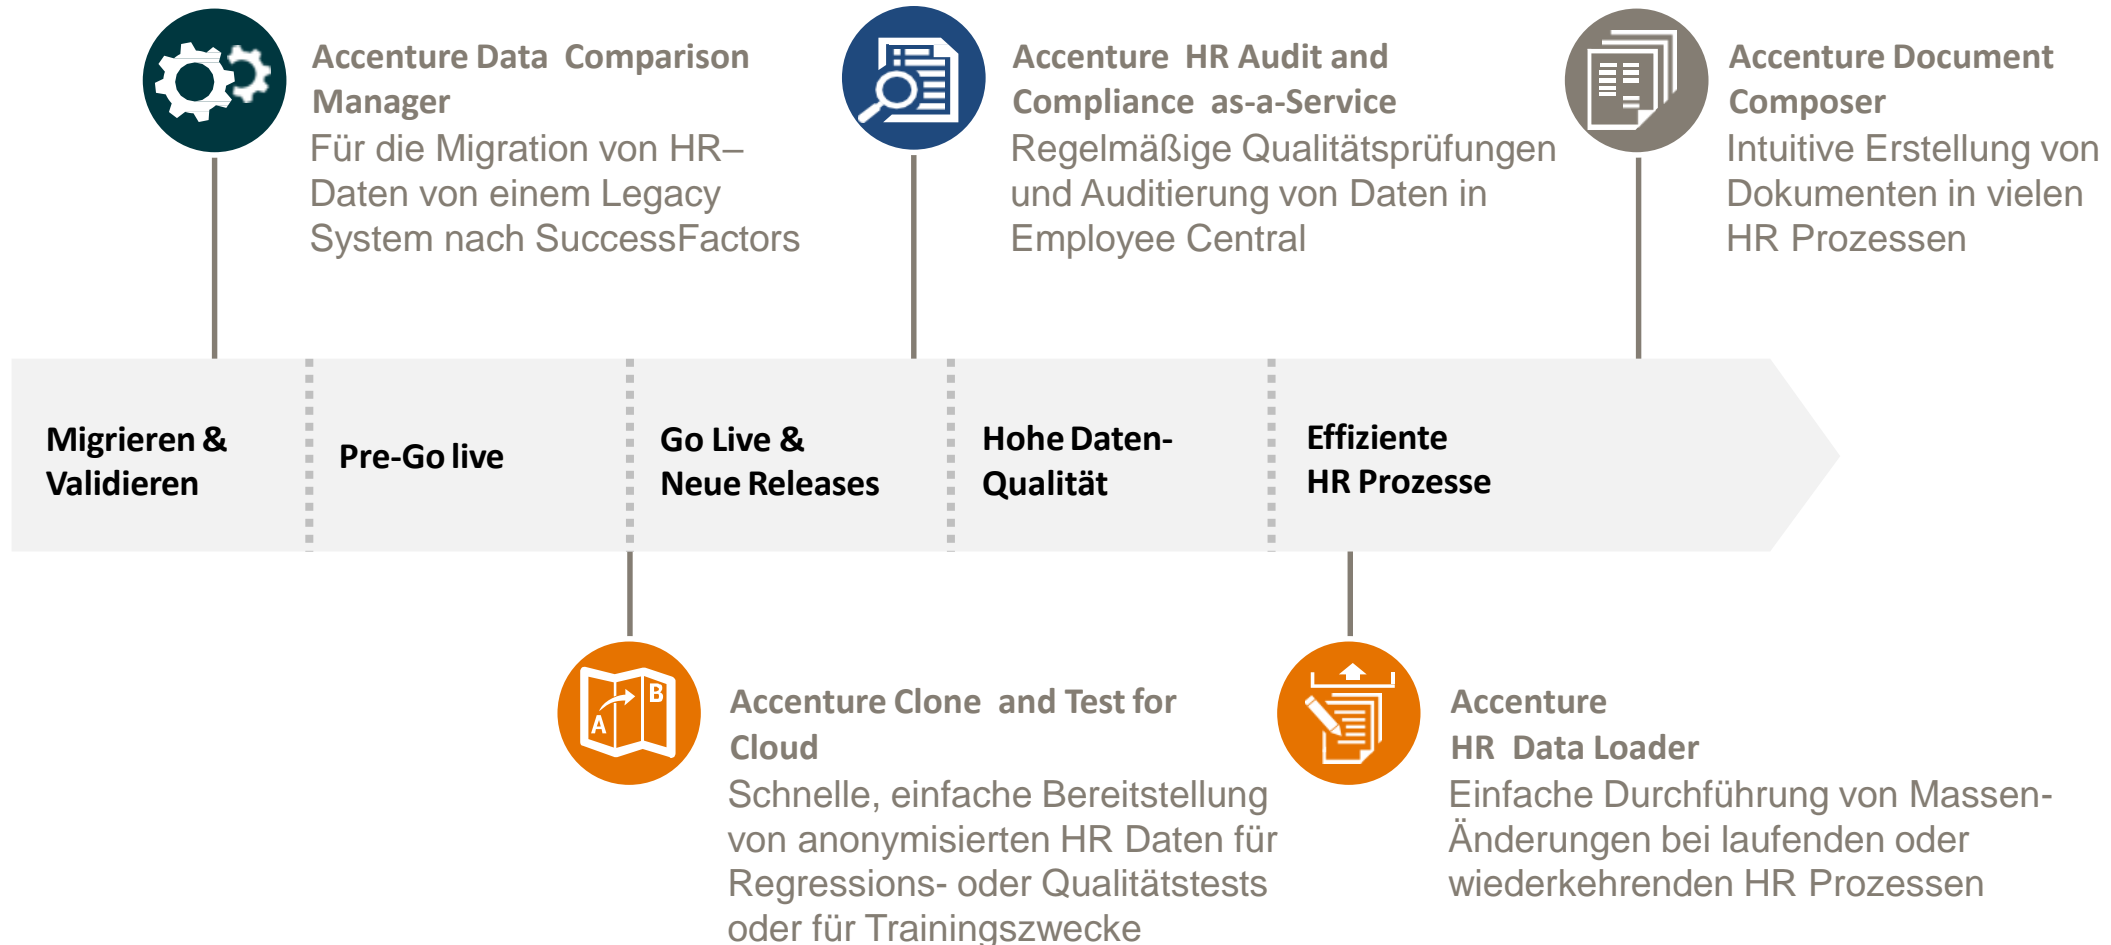 Accenture Data Comparison
Manager
Für die Migration von HR–
Daten von einem Legacy
System nach SuccessFactors
Accenture HR Audit and
Compliance as-a-Service
Regelmäßige Qualitätsprüfungen
und Auditierung von Daten in
Employee Central
Accenture Document
Composer
Intuitive Erstellung von
Dokumenten in vielen
HR Prozessen
Migrieren &
Validieren
Pre-Go live
Go Live &
Neue Releases
Hohe Daten-
Qualität
Effiziente
HR Prozesse
A
B
Accenture Clone and Test for
Cloud
Schnelle, einfache Bereitstellung
von anonymisierten HR Daten für
Regressions- oder Qualitätstests
oder für Trainingszwecke
Accenture
HR Data Loader
Einfache Durchführung von Massen-
Änderungen bei laufenden oder
wiederkehrenden HR Prozessen